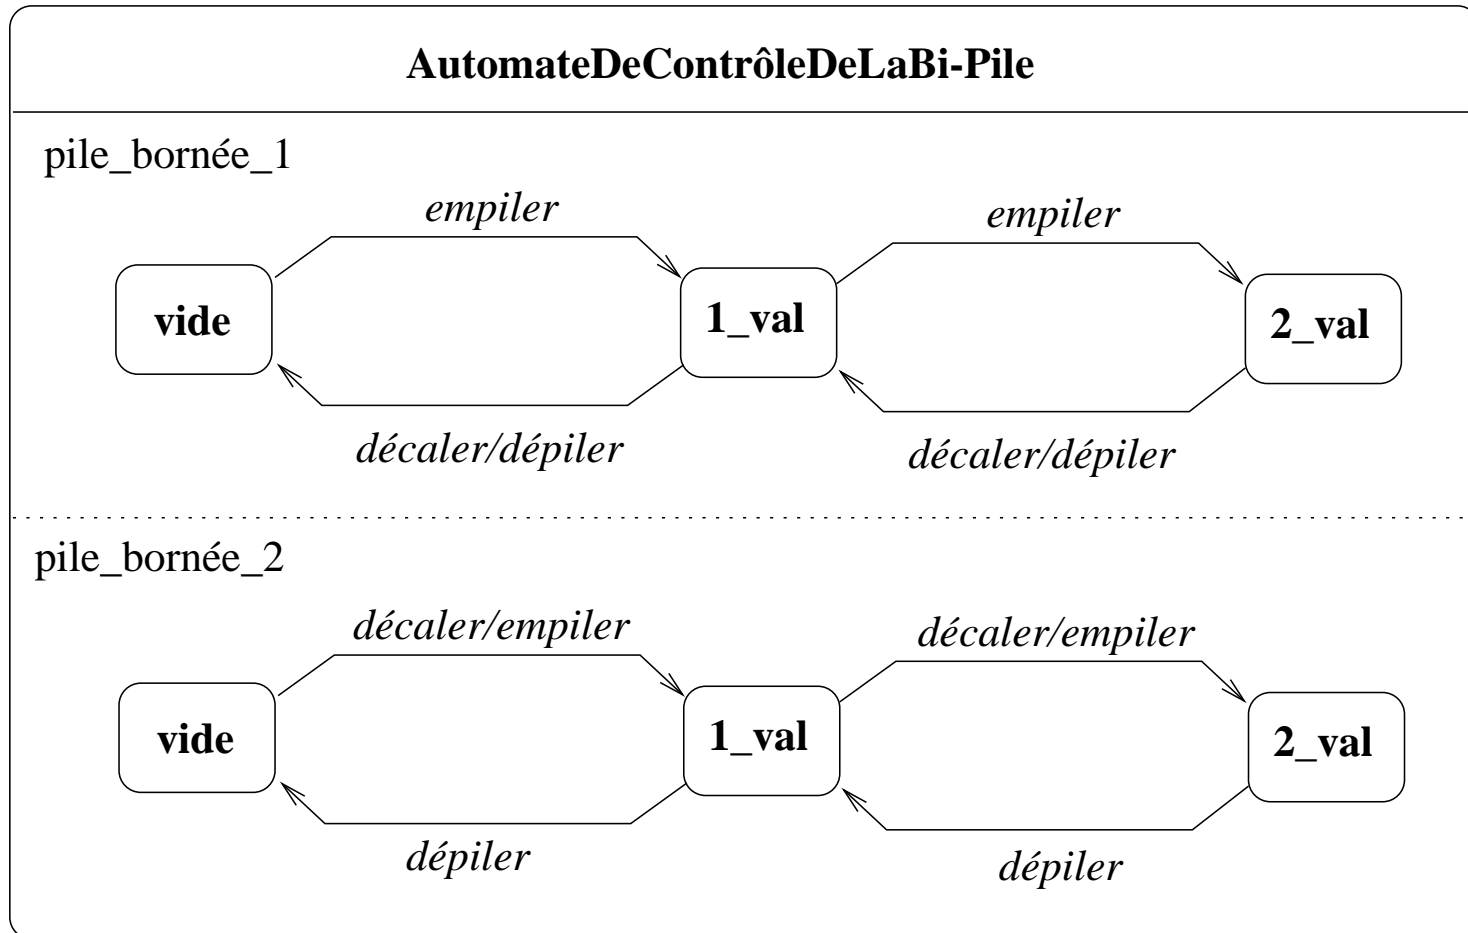 AutomateDeContrôleDeLaBi-Pile
pile_bornée_1
empiler
empiler
vide
1_val
2_val
décaler/dépiler
décaler/dépiler
pile_bornée_2
décaler/empiler
décaler/empiler
vide
1_val
2_val
dépiler
dépiler